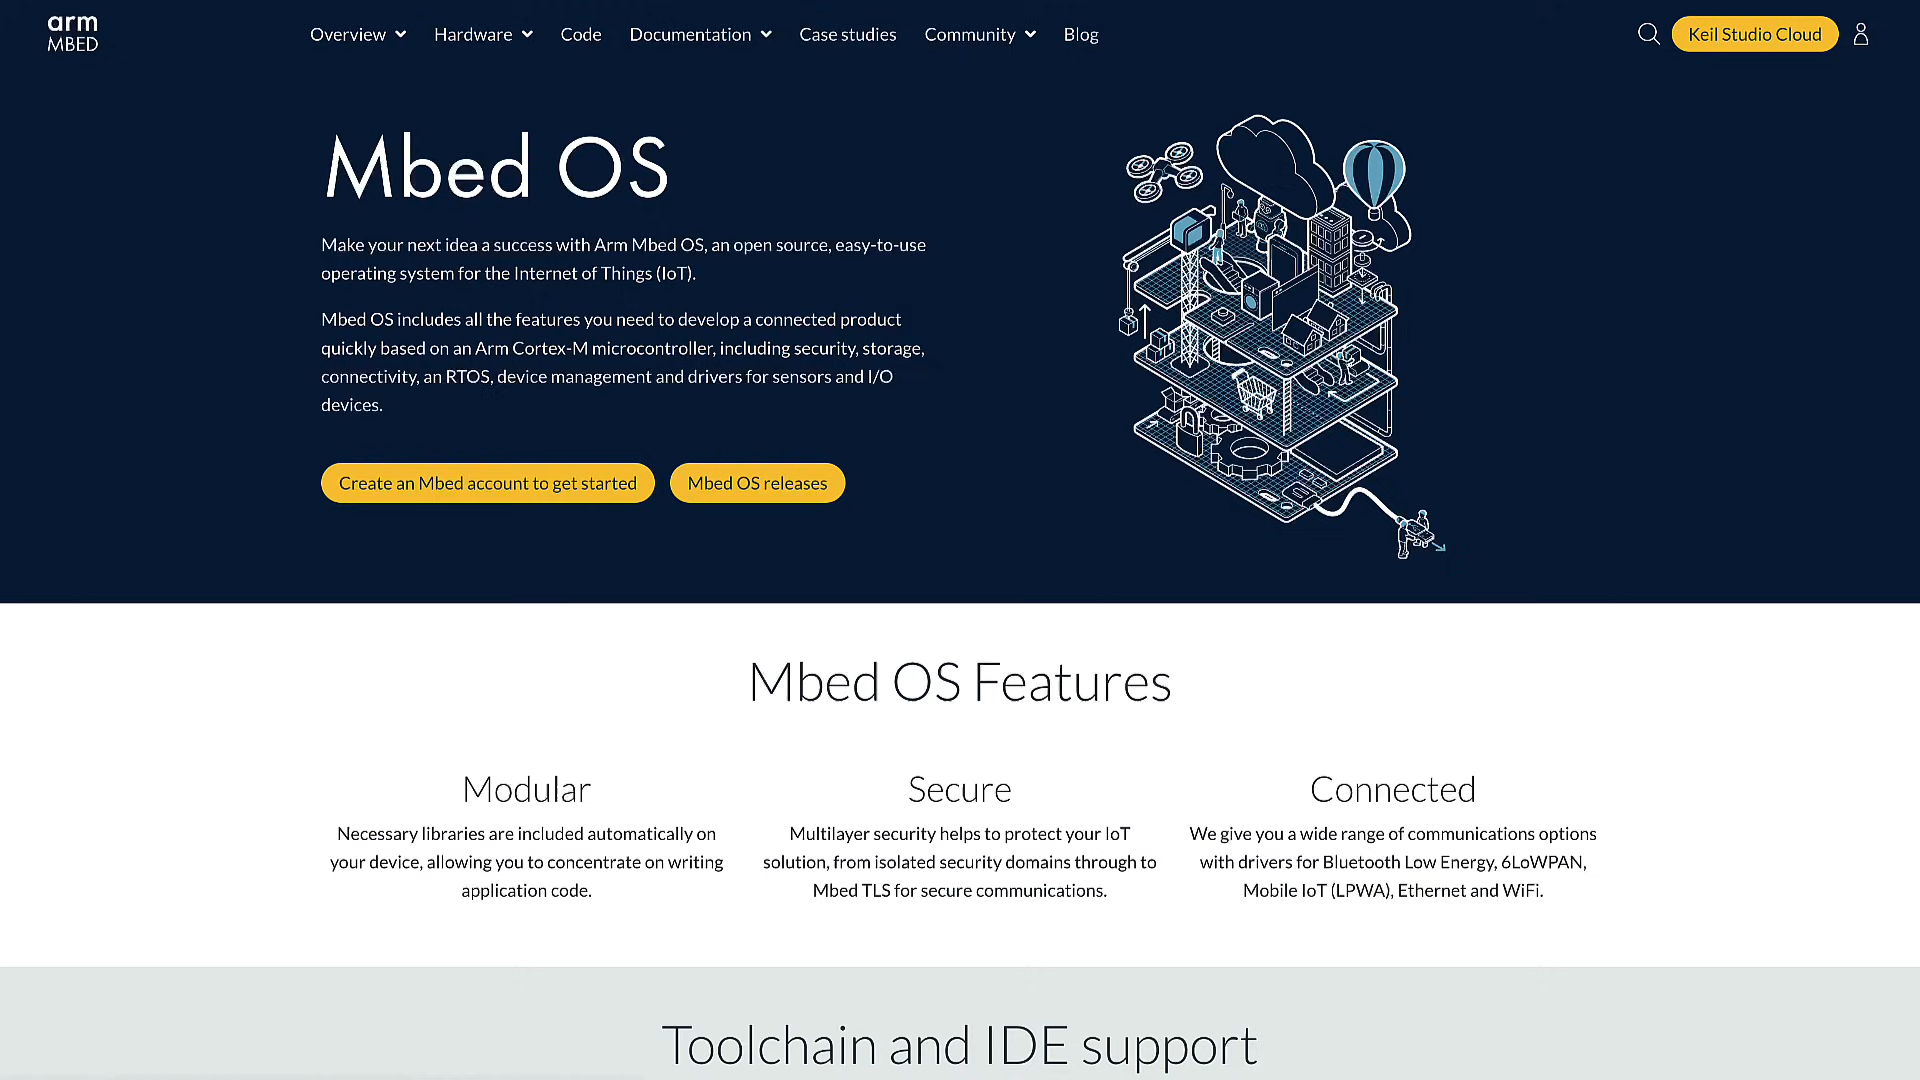 arm
MBED
Overview
Hardware
Code
Documentation
Case studies
Community
Blog
Keil Studio Cloud
Mbed OS
Make your next idea a success with Arm Mbed OS, an open source, easy-to-use
operating system for the Internet of Things (IoT).
Mbed OS includes all the features you need to develop a connected product
quickly based on an Arm Cortex-M microcontroller, including security, storage,
connectivity, an RTOS, device management and drivers for sensors and I/O
devices.
Create an Mbed account to get started
Mbed OS releases
Mbed OS Features
Modular
Necessary libraries are included automatically on
your device, allowing you to concentrate on writing
application code.
Secure
Multilayer security helps to protect your IoT
solution, from isolated security domains through to
Mbed TLS for secure communications.
Connected
We give you a wide range of communications options
with drivers for Bluetooth Low Energy, 6LoWPAN,
Mobile IoT (LPWA), Ethernet and WiFi.
Toolchain and IDE support